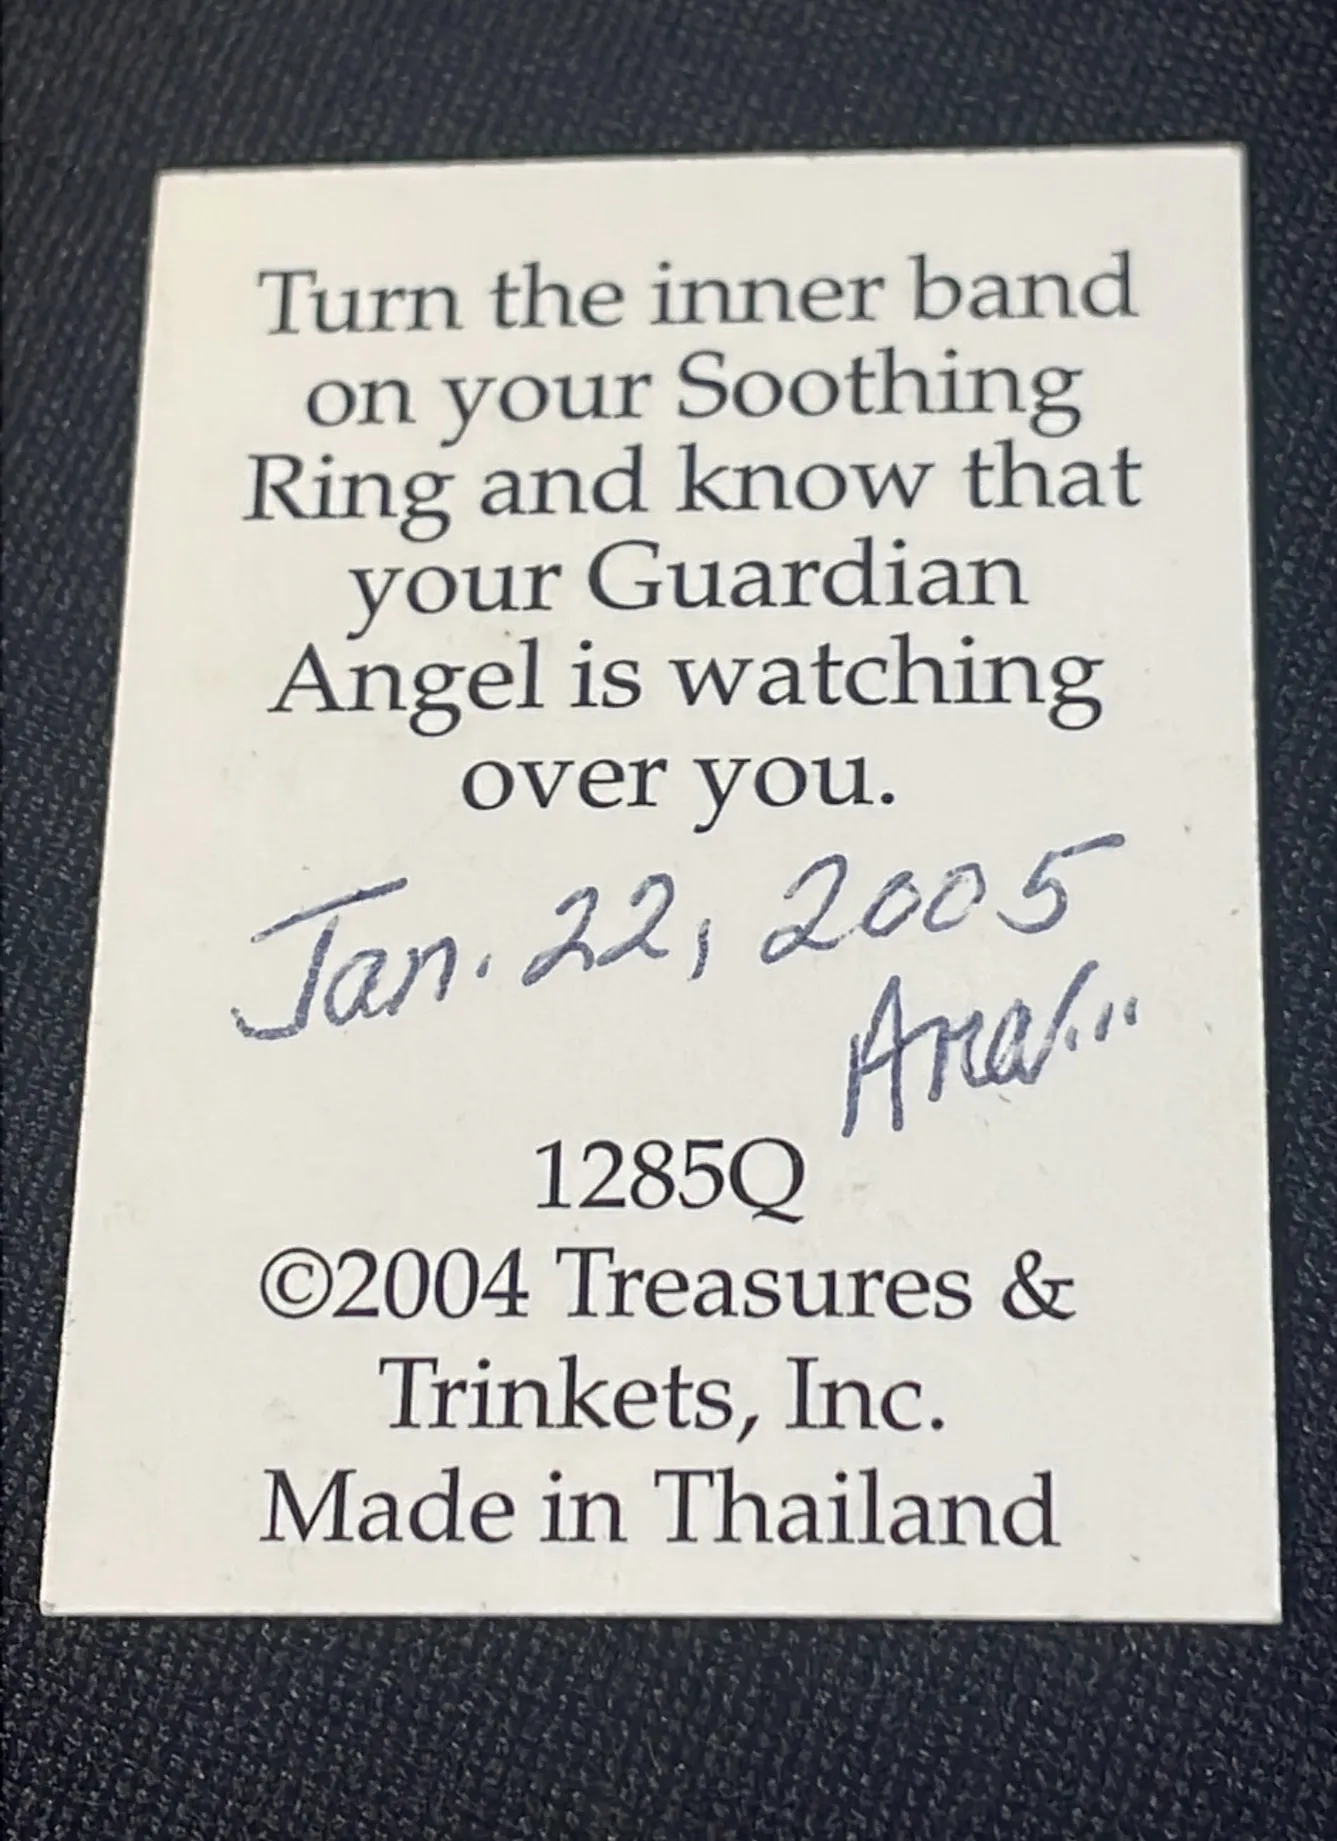 Turn the inner band
on your Soothing
Ring and know that
your Guardian
Angel is watching
over you.
Jan. 22, 2005
1285Q
©2004 Treasures &
Trinkets, Inc.
Made in Thailand